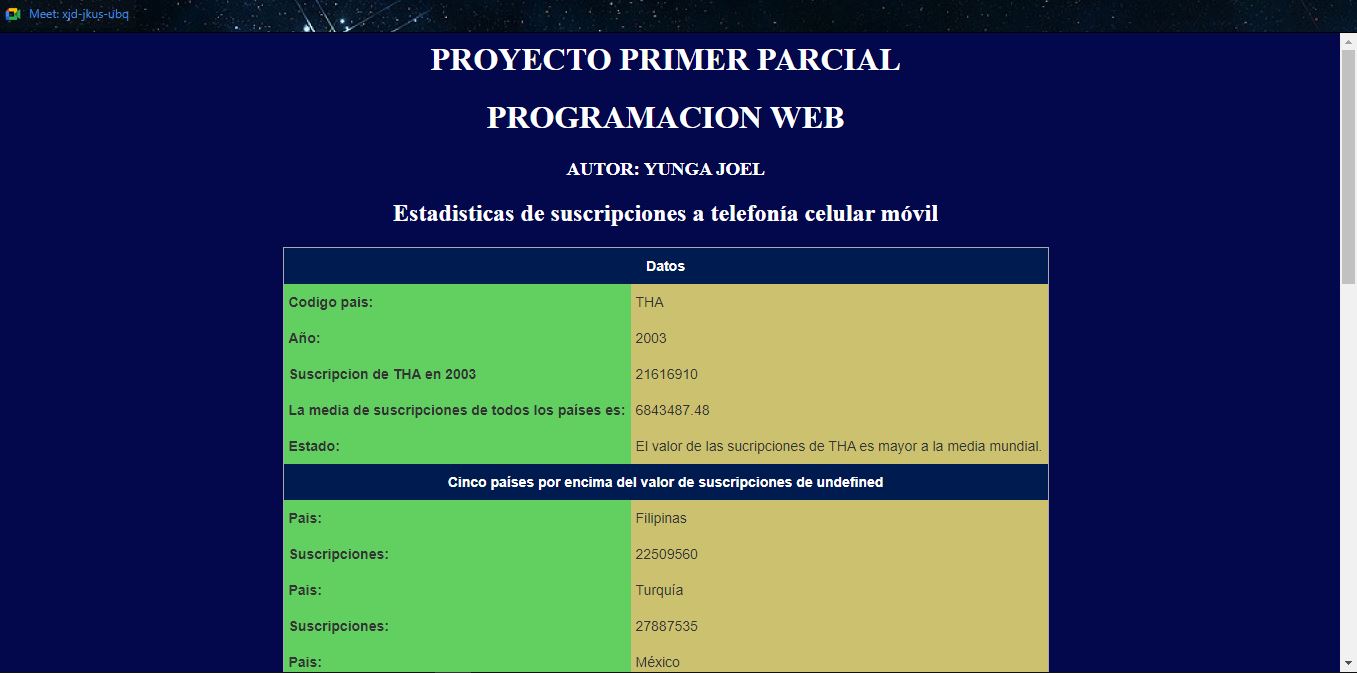 Meet: xjd-jkus-ubq
PROYECTO PRIMER PARCIAL
PROGRAMACION WEB
AUTOR: YUNGA JOEL
Estadisticas de suscripciones a telefonía celular móvil
Datos
Codigo pais: THA
Año: 2003
Suscripcion de THA en 2003 21616910
La media de suscripciones de todos los países es: 6843487.48
Estado: El valor de las sucripciones de THA es mayor a la media mundial.
Cinco países por encima del valor de suscripciones de undefined
Pais: Filipinas
Suscripciones: 22509560
Pais: Turquía
Suscripciones: 27887535
Pais: México